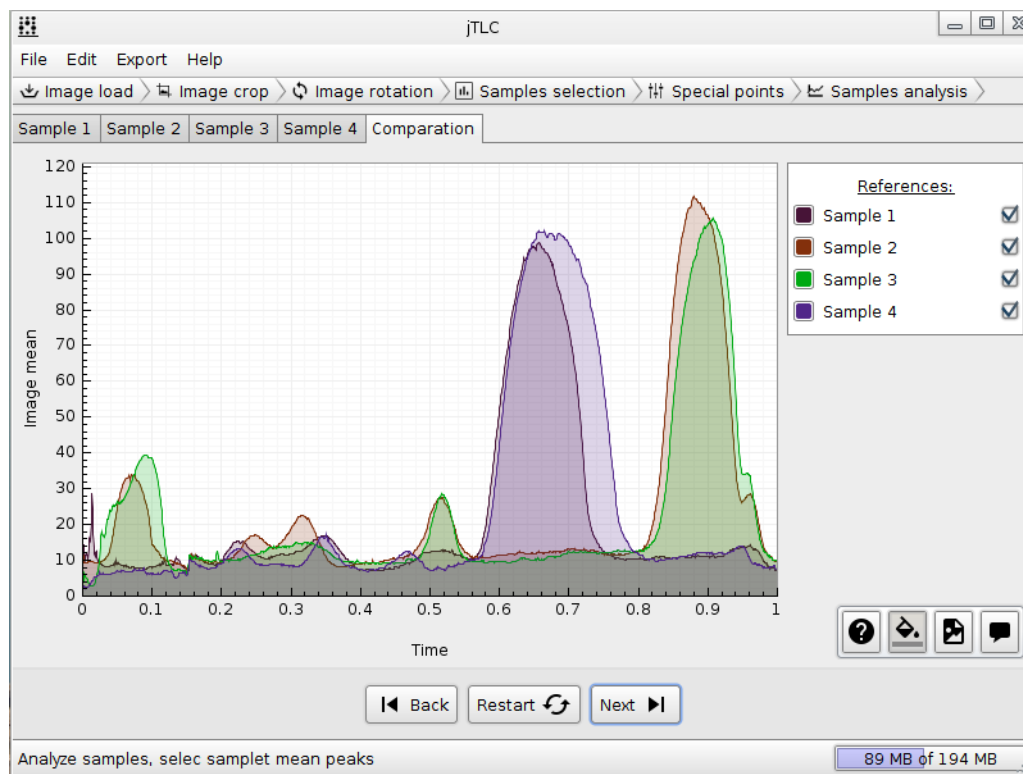 jTLC
File Edit Export Help
Image load Image crop Image rotation Samples selection Special points Samples analysis
Sample 1 Sample 2 Sample 3 Sample 4 Comparation
120
110
100
90
80
70
60
50
40
30
20
10
0
Image mean
0 0.1 0.2 0.3 0.4 0.5 0.6 0.7 0.8 0.9 1
Time
References:
Sample 1
Sample 2
Sample 3
Sample 4
Back Restart Next
Analyze samples, selec samplet mean peaks
89 MB of 194 MB